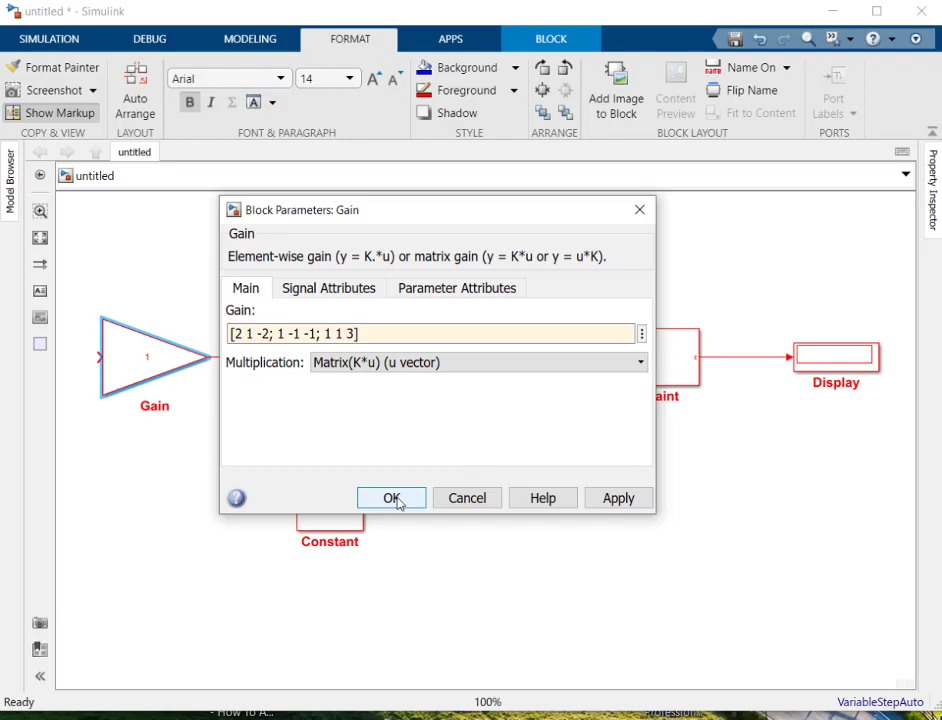 untitled * - Simulink
SIMULATION DEBUG MODELING FORMAT APPS BLOCK
Format Painter
Screenshot
Show Markup
COPY & VIEW
Auto
Arrange
LAYOUT
Arial 14
B I Σ A
FONT & PARAGRAPH
Background
Foreground
Shadow
STYLE
ARRANGE
Add Image
to Block
Content
Preview
Name On
Flip Name
Fit to Content
BLOCK LAYOUT
Port
Labels
PORTS
Model Browser
untitled
untitled
Property Inspector
Block Parameters: Gain
Gain
Element-wise gain (y = K.*u) or matrix gain (y = K*u or y = u*K).
Main Signal Attributes Parameter Attributes
Gain:
[2 1 -2; 1 -1 -1; 1 1 3]
Multiplication: Matrix(K*u) (u vector)
OK Cancel Help Apply
1
Gain
aint
Display
Constant
Ready 100% VariableStepAuto
- How To A...
Profession...